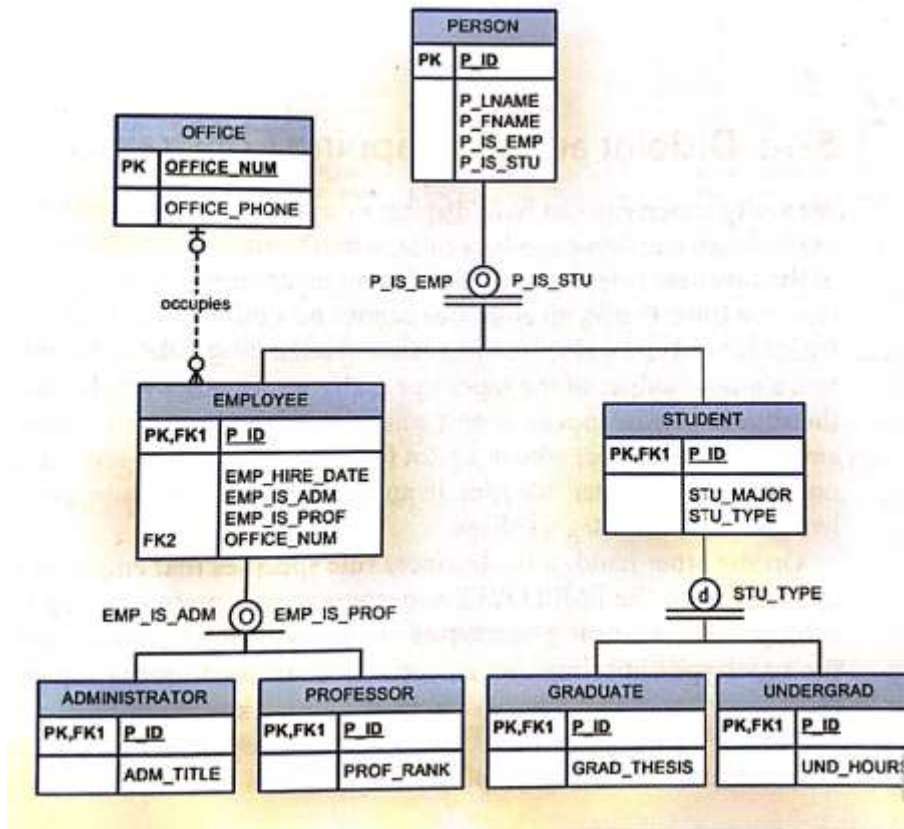 PERSON
PK P_ID
P_LNAME
P_FNAME
P_IS_EMP
P_IS_STU
OFFICE
PK OFFICE_NUM
OFFICE_PHONE
P_IS_EMP O P_IS_STU
occupies
EMPLOYEE
PK,FK1 P_ID
EMP_HIRE_DATE
EMP_IS_ADM
EMP_IS_PROF
FK2 OFFICE_NUM
STUDENT
PK,FK1 P_ID
STU_MAJOR
STU_TYPE
EMP_IS_ADM O EMP_IS_PROF
d STU_TYPE
ADMINISTRATOR
PK,FK1 P_ID
ADM_TITLE
PROFESSOR
PK,FK1 P_ID
PROF_RANK
GRADUATE
PK,FK1 P_ID
GRAD_THESIS
UNDERGRAD
PK,FK1 P_ID
UND_HOURS